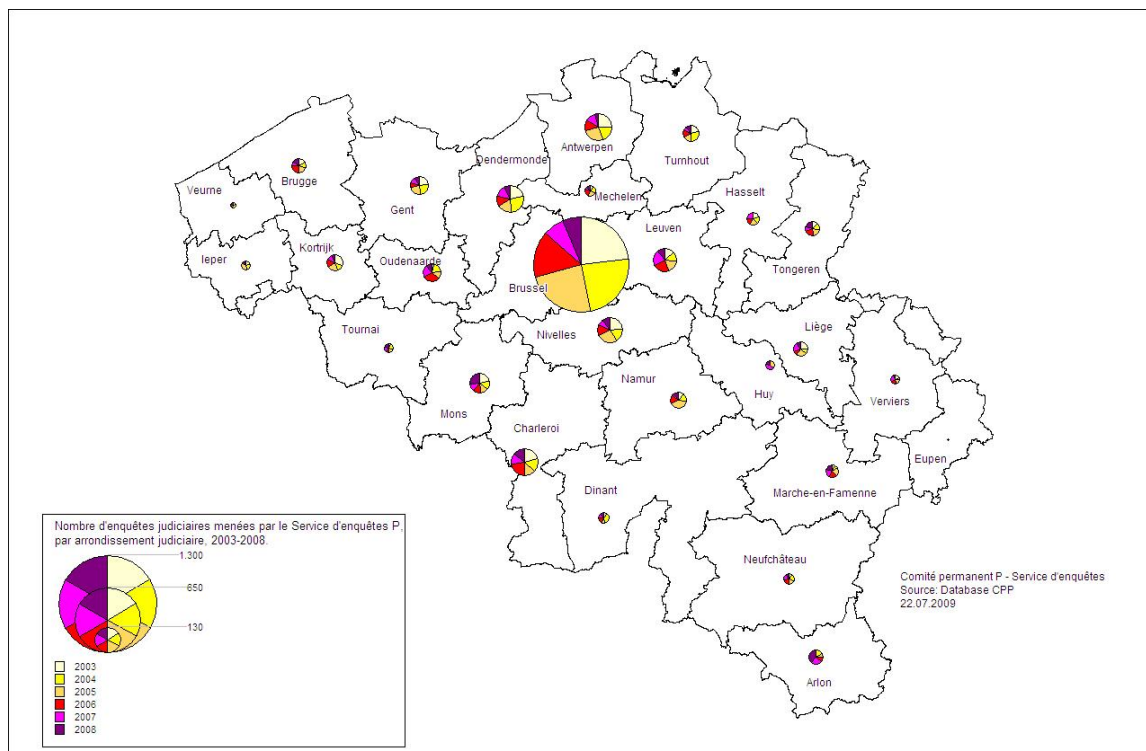 Antwerpen
Turnhout
Dendermonde
Brugge
Veurne
Gent
Mechelen
Hasselt
Leuven
Kortrijk
Ieper
Oudenaarde
Tongeren
Brussel
Tournai
Nivelles
Liège
Namur
Huy
Verviers
Mons
Charleroi
Eupen
Dinant
Marche-en-Famenne
Neufchâteau
Arlon
Comité permanent P - Service d'enquêtes
Source: Database CPP
22.07.2009
Nombre d'enquêtes judiciaires menées par le Service d'enquêtes P,
par arrondissement judiciaire, 2003-2008.
1.300
650
130
2003
2004
2005
2006
2007
2008